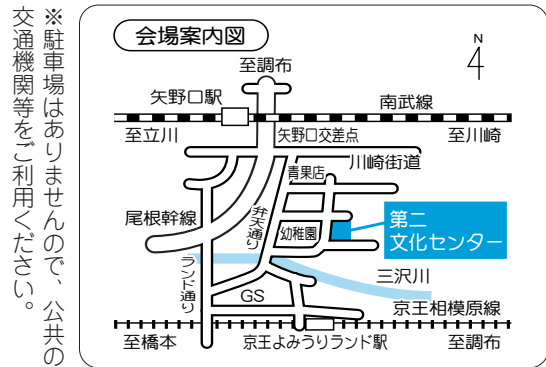 ※駐車場はありませんので、公共の
交通機関等をご利用ください。
会場案内図
N
至調布
矢野口駅
南武線
至立川
矢野口交差点
至川崎
川崎街道
青果店
尾根幹線
弁天通り
幼稚園
第二
文化センター
ランド通り
三沢川
GS
京王相模原線
至橋本
京王よみうりランド駅
至調布